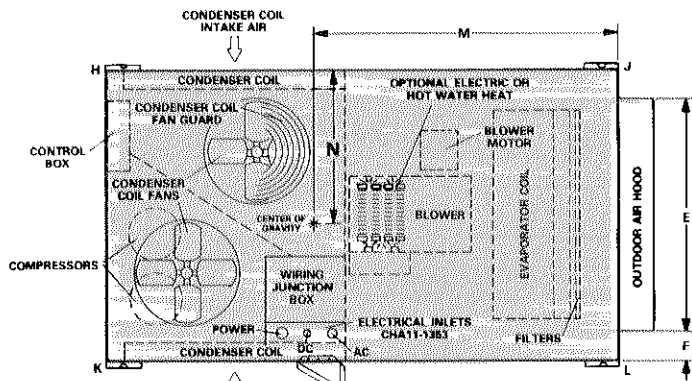 CONDENSER COIL
INTAKE AIR
M
H
J
CONDENSER COIL
OPTIONAL ELECTRIC OR
HOT WATER HEAT
CONDENSER COIL
FAN GUARD
N
BLOWER
MOTOR
CONTROL
BOX
CONDENSER
COIL FANS
CENTER OF
GRAVITY
BLOWER
EVAPORATOR COIL
OUTDOOR AIR HOOD
E
COMPRESSORS
WIRING
JUNCTION
BOX
POWER
ELECTRICAL INLETS
CHA11-1353
FILTERS
DC
AC
F
CONDENSER COIL
K
L